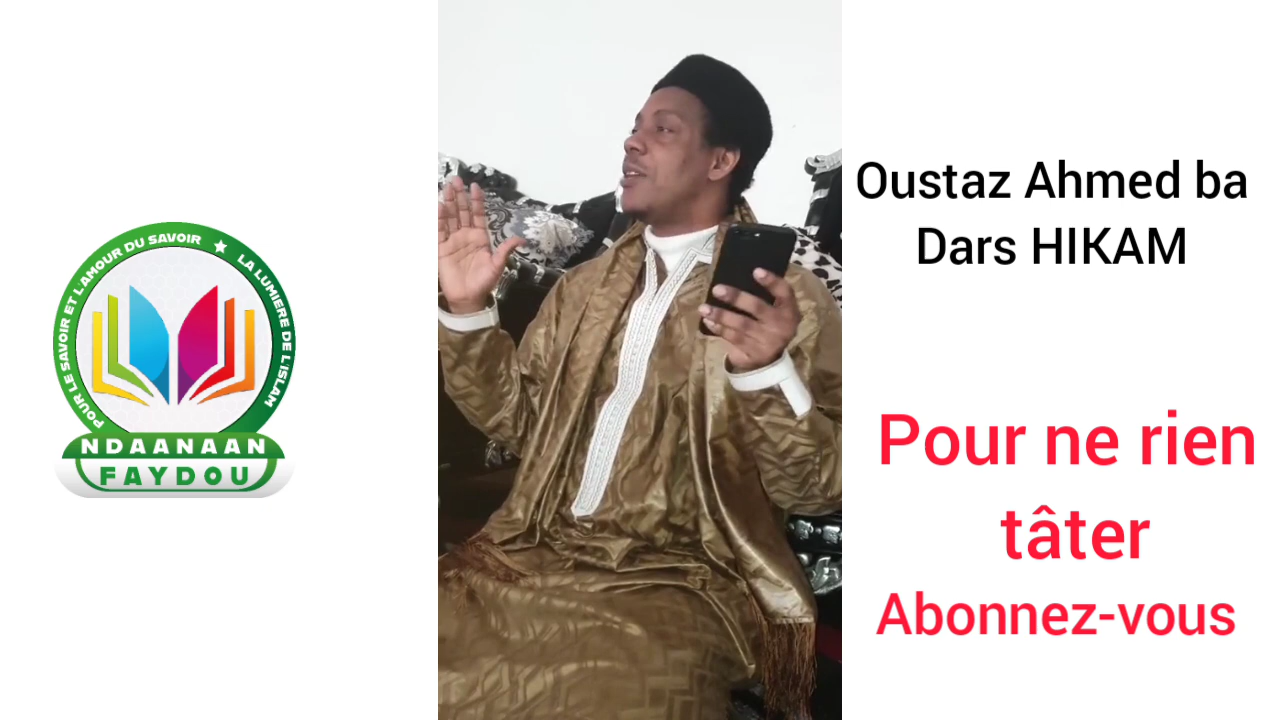 POUR LE SAVOIR ET L'AMOUR DU SAVOIR ★ LA LUMIERE DE L'ISLAM
NDAANAAN
FAYDOU
Oustaz Ahmed ba
Dars HIKAM
Pour ne rien
tâter
Abonnez-vous